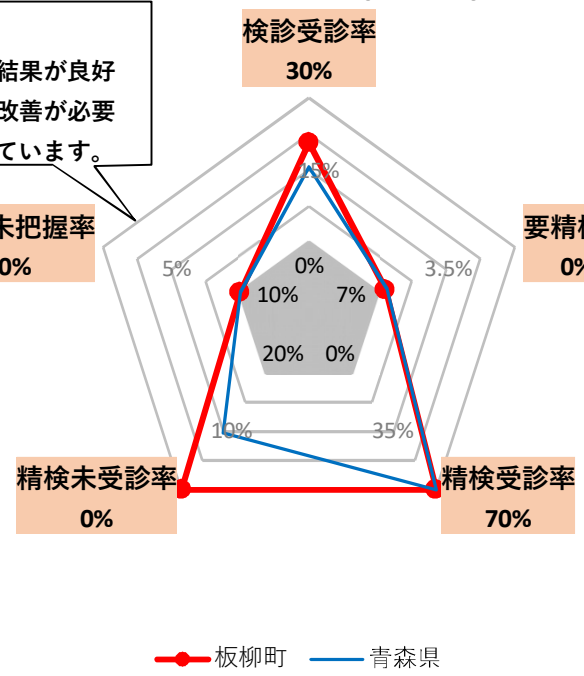 検診受診率
30%
結果が良好
改善が必要
ています。
15%
未把握率
0%
要精検
0%
5%
3.5%
0%
10%
7%
20%
0%
10%
35%
精検未受診率
0%
精検受診率
70%
板柳町
青森県